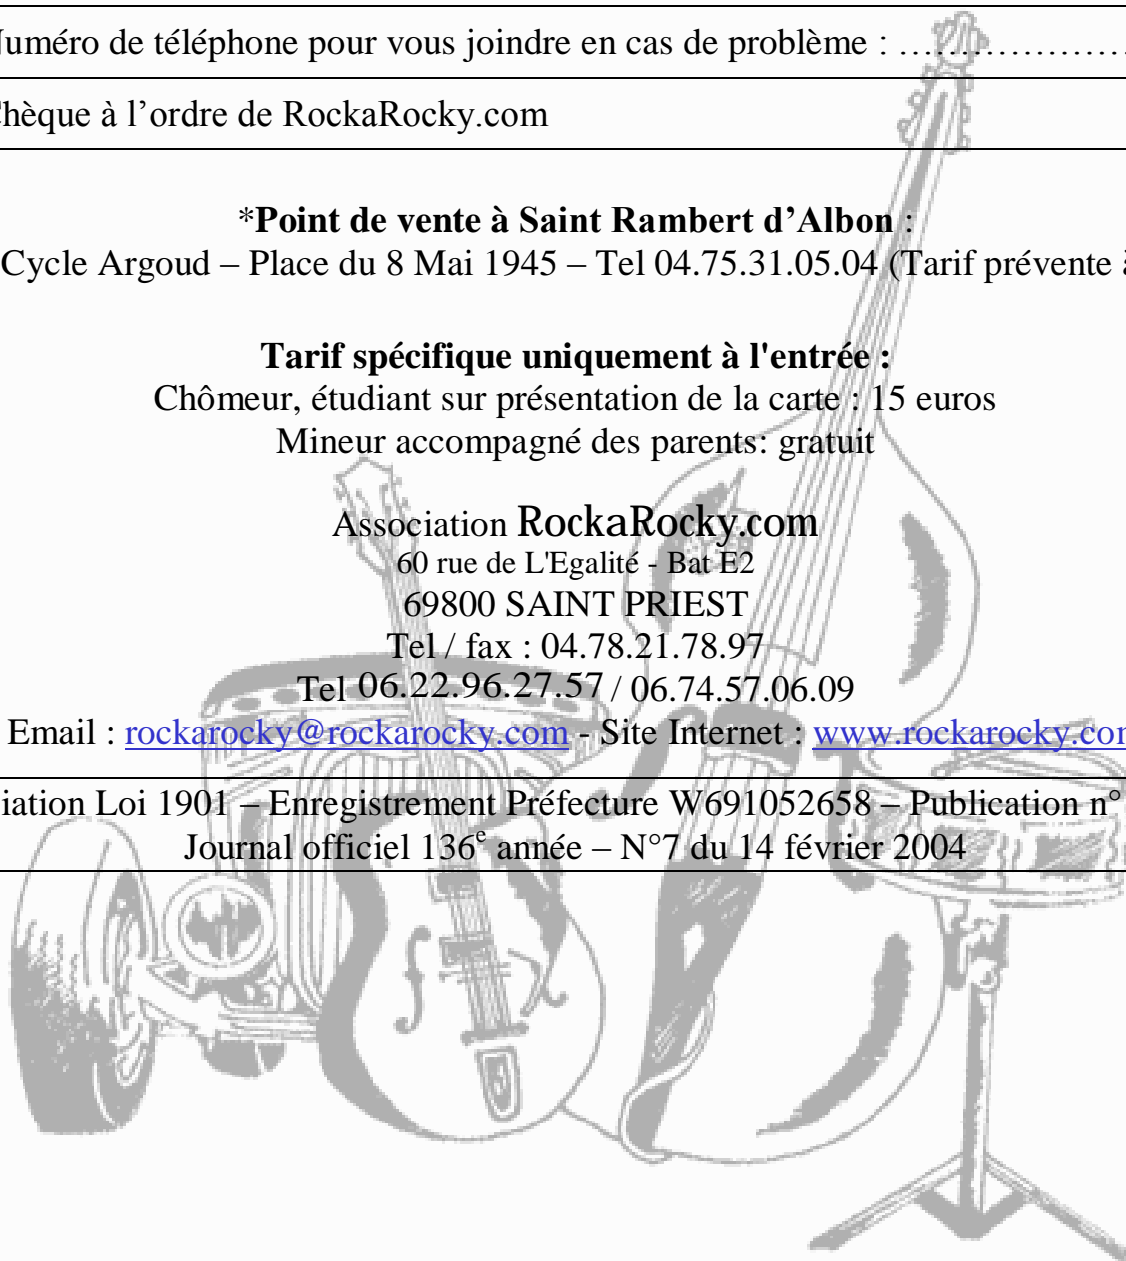 uméro de téléphone pour vous joindre en cas de problème : ………………….
hèque à l’ordre de RockaRocky.com
*Point de vente à Saint Rambert d’Albon :
Cycle Argoud – Place du 8 Mai 1945 – Tel 04.75.31.05.04 (Tarif prévente à
Tarif spécifique uniquement à l'entrée :
Chômeur, étudiant sur présentation de la carte : 15 euros
Mineur accompagné des parents: gratuit
Association RockaRocky.com
60 rue de L'Egalité - Bat E2
69800 SAINT PRIEST
Tel / fax : 04.78.21.78.97
Tel 06.22.96.27.57 / 06.74.57.06.09
Email : rockarocky@rockarocky.com - Site Internet : www.rockarocky.co
iation Loi 1901 – Enregistrement Préfecture W691052658 – Publication n°
Journal officiel 136e année – N°7 du 14 février 2004